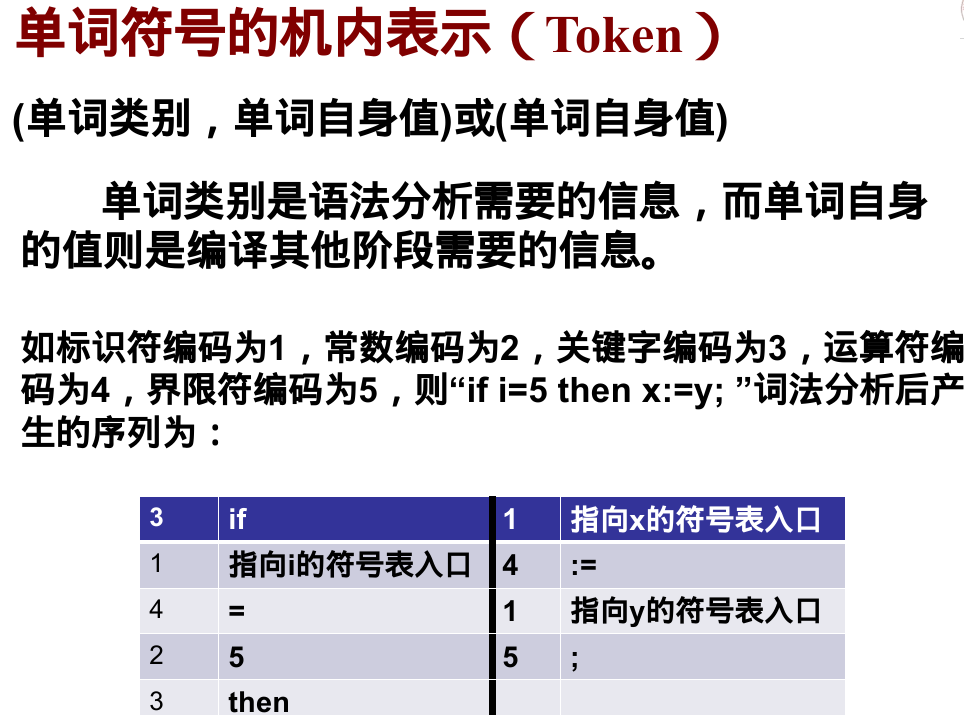 单词符号的机内表示（Token）
(单词类别，单词自身值)或(单词自身值)
单词类别是语法分析需要的信息，而单词自身
的值则是编译其他阶段需要的信息。
如标识符编码为1，常数编码为2，关键字编码为3，运算符编
码为4，界限符编码为5，则“if i=5 then x:=y; ”词法分析后产
生的序列为：
3 if 1 指向x的符号表入口
1 指向i的符号表入口 4 :=
4 = 1 指向y的符号表入口
2 5 5 ;
3 then